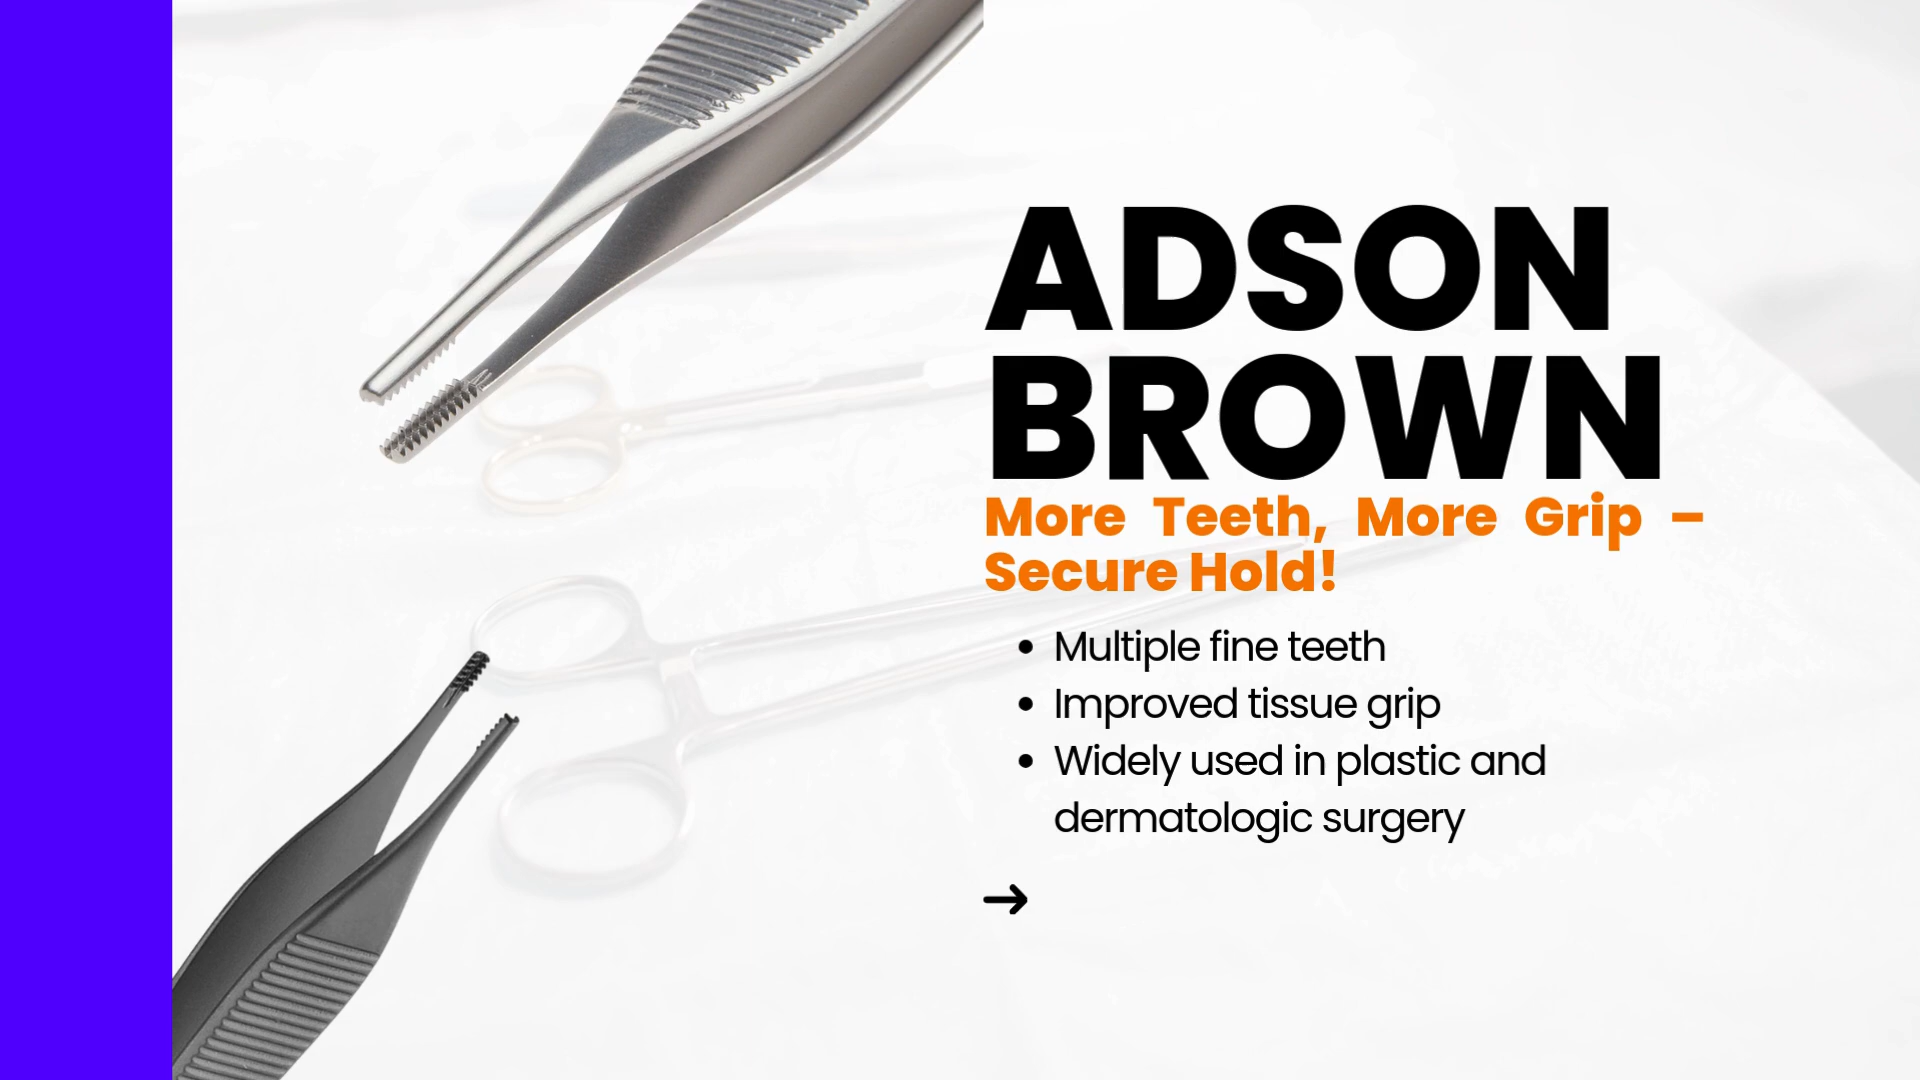 ADSON
BROWN
More Teeth, More Grip –
Secure Hold!
• Multiple fine teeth
• Improved tissue grip
• Widely used in plastic and
dermatologic surgery
→